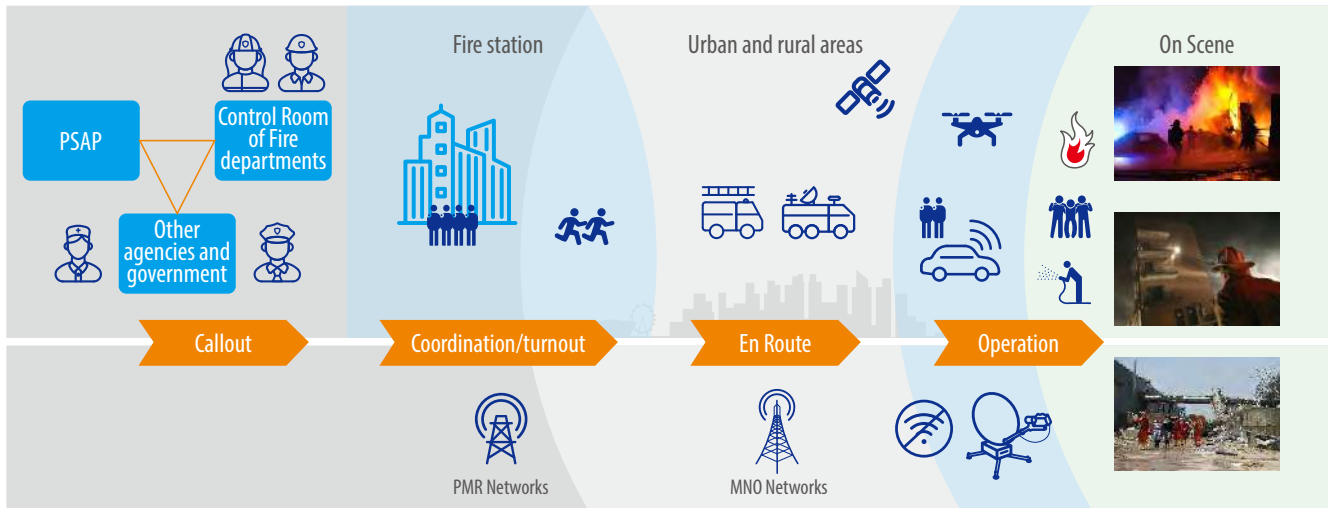 Fire station
Urban and rural areas
On Scene
PSAP
Control Room
of Fire
departments
Other
agencies and
government
Callout
Coordination/turnout
En Route
Operation
PMR Networks
MNO Networks